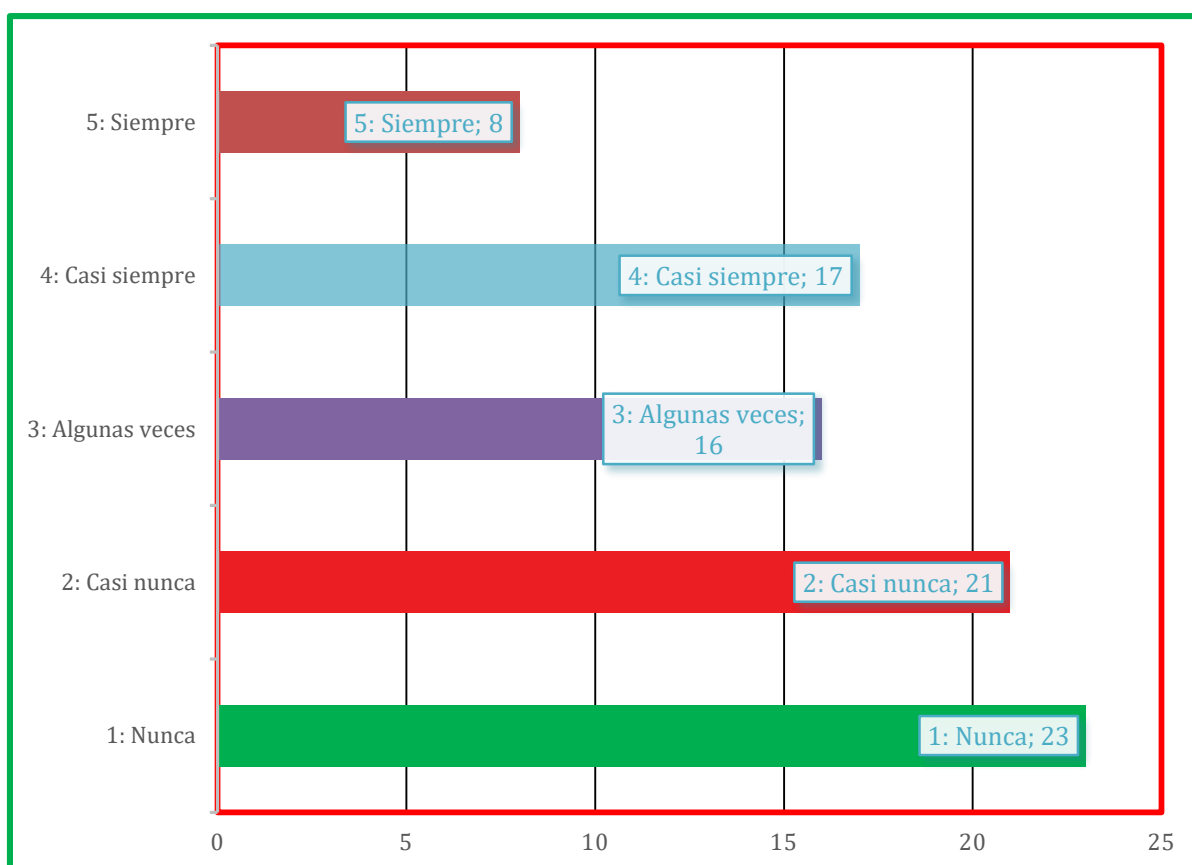 5: Siempre
5: Siempre; 8
4: Casi siempre
4: Casi siempre; 17
3: Algunas veces
3: Algunas veces;
16
2: Casi nunca
2: Casi nunca; 21
1: Nunca
1: Nunca; 23
0 5 10 15 20 25